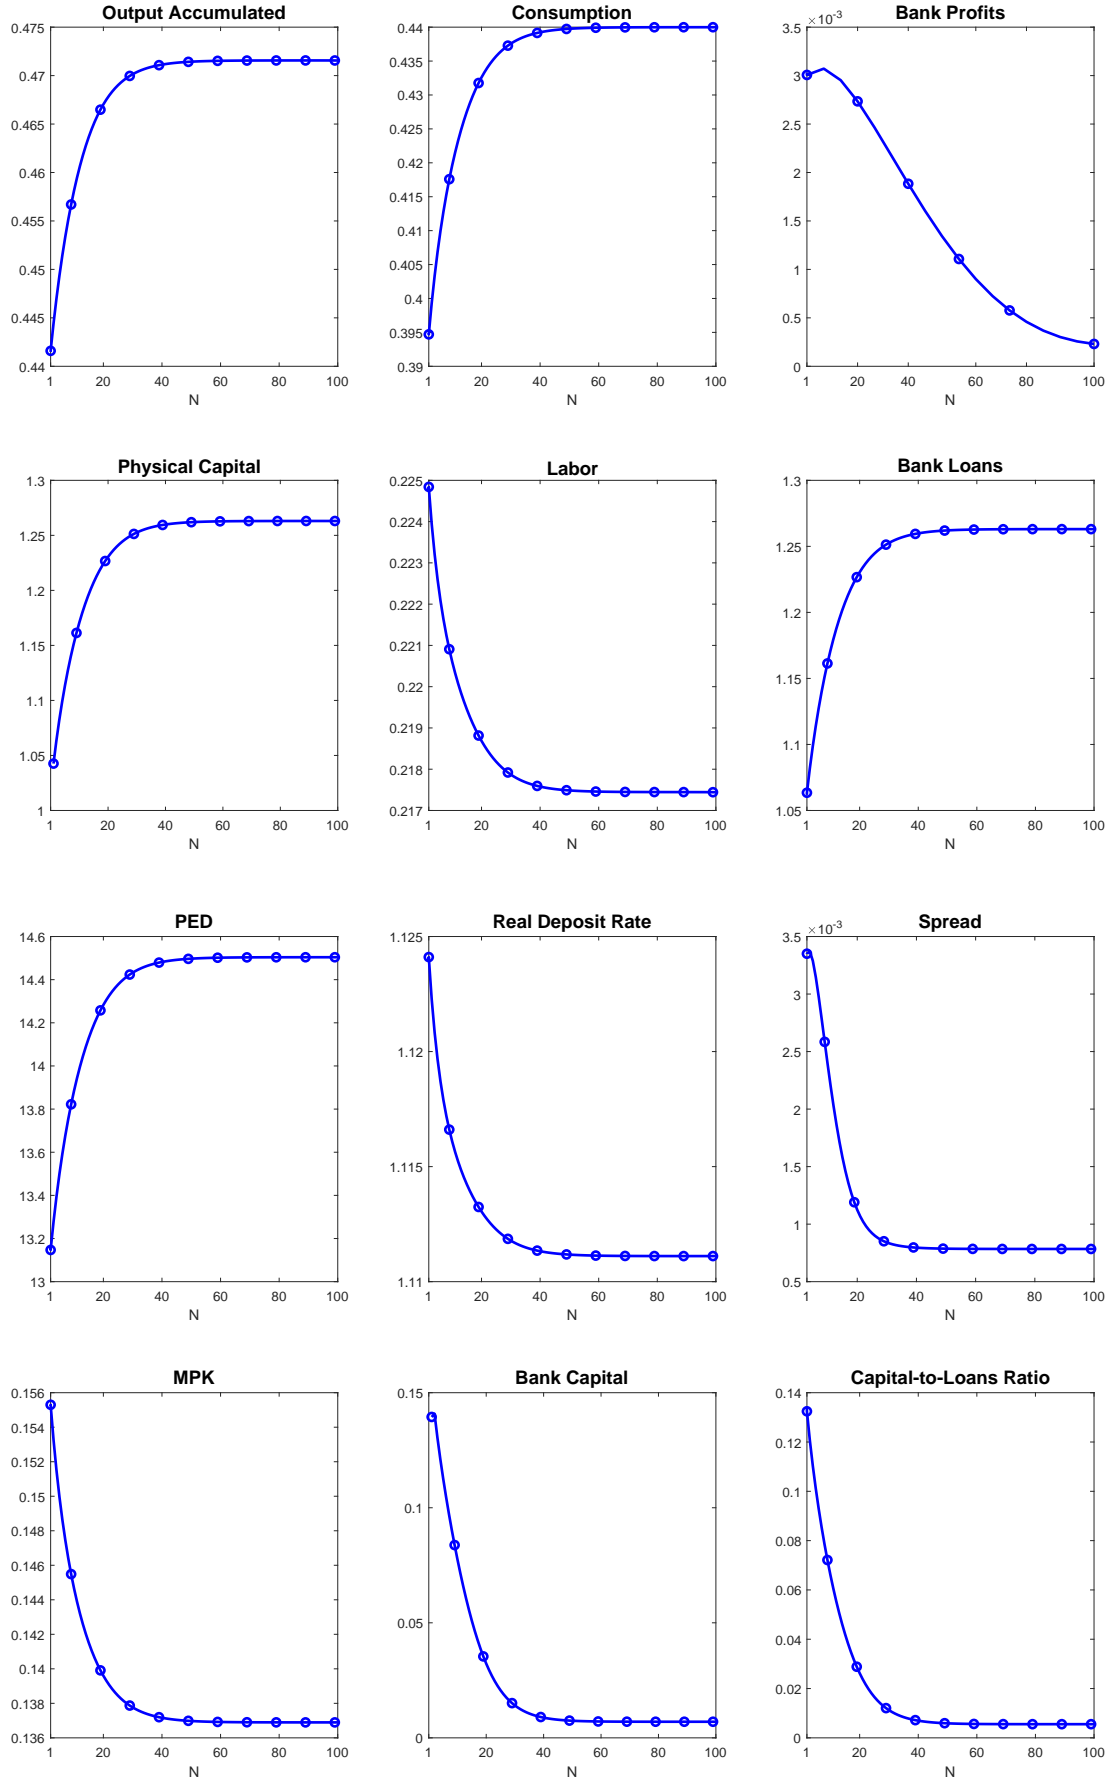 Output Accumulated
0.475
0.47
0.465
0.46
0.455
0.45
0.445
0.44
1 20 40 60 80 100
N
Consumption
0.44
0.435
0.43
0.425
0.42
0.415
0.41
0.405
0.4
0.395
0.39
1 20 40 60 80 100
N
Bank Profits
×10⁻³
3.5
3
2.5
2
1.5
1
0.5
0
1 20 40 60 80 100
N
Physical Capital
1.3
1.25
1.2
1.15
1.1
1.05
1
1 20 40 60 80 100
N
Labor
0.225
0.224
0.223
0.222
0.221
0.22
0.219
0.218
0.217
1 20 40 60 80 100
N
Bank Loans
1.3
1.25
1.2
1.15
1.1
1.05
1 20 40 60 80 100
N
PED
14.6
14.4
14.2
14
13.8
13.6
13.4
13.2
13
1 20 40 60 80 100
N
Real Deposit Rate
1.125
1.12
1.115
1.11
1 20 40 60 80 100
N
Spread
×10⁻³
3.5
3
2.5
2
1.5
1
0.5
1 20 40 60 80 100
N
MPK
0.156
0.154
0.152
0.15
0.148
0.146
0.144
0.142
0.14
0.138
0.136
1 20 40 60 80 100
N
Bank Capital
0.15
0.1
0.05
0
1 20 40 60 80 100
N
Capital-to-Loans Ratio
0.14
0.12
0.1
0.08
0.06
0.04
0.02
0
1 20 40 60 80 100
N